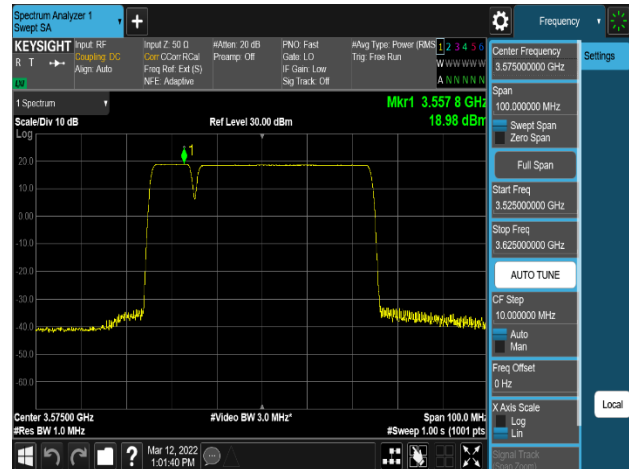 Spectrum Analyzer 1
Swept SA
+
Frequency
KEYSIGHT
R T
LXI
Input: RF
Coupling: DC
Align: Auto
Input Z: 50 Ω
Corr CCorr RCal
Freq Ref: Ext (S)
NFE: Adaptive
#Atten: 20 dB
Preamp: Off
PNO: Fast
Gate: LO
IF Gain: Low
Sig Track: Off
#Avg Type: Power (RMS
Trig: Free Run
1 2 3 4 5 6
W W W W W W
A N N N N N
1 Spectrum
Scale/Div 10 dB
Log
Ref Level 30.00 dBm
Mkr1 3.557 8 GHz
18.98 dBm
1
20.0
10.0
0.00
-10.0
-20.0
-30.0
-40.0
-50.0
-60.0
Center 3.57500 GHz
#Res BW 1.0 MHz
#Video BW 3.0 MHz*
Span 100.0 MHz
#Sweep 1.00 s (1001 pts
?
Mar 12, 2022
1:01:40 PM
Center Frequency
3.575000000 GHz
Span
100.000000 MHz
Swept Span
Zero Span
Full Span
Start Freq
3.525000000 GHz
Stop Freq
3.625000000 GHz
AUTO TUNE
CF Step
10.000000 MHz
Auto
Man
Freq Offset
0 Hz
X Axis Scale
Log
Lin
Signal Track
(Span Zoom)
Settings
Local